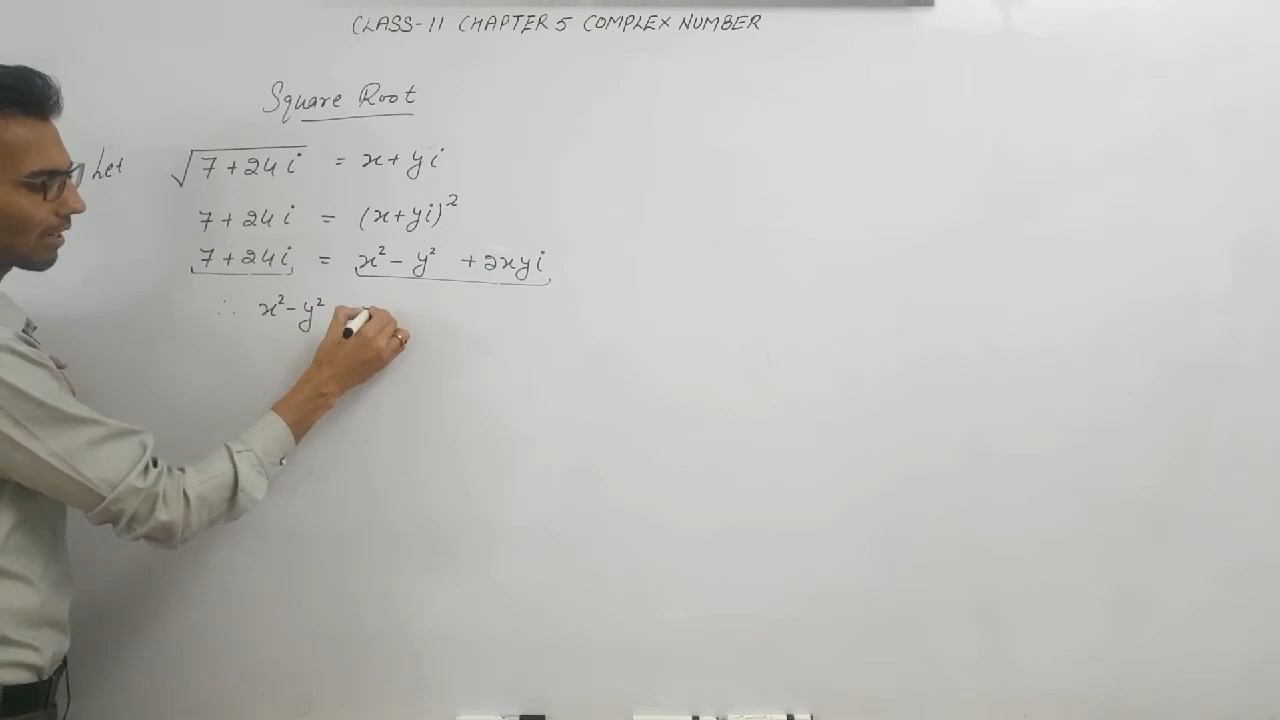 CLASS-11 CHAPTER 5 COMPLEX NUMBER
Square Root
Let √7+24i = x+yi
7+24i = (x+yi)²
7+24i = x²-y² +2xyi
∴ x²-y²